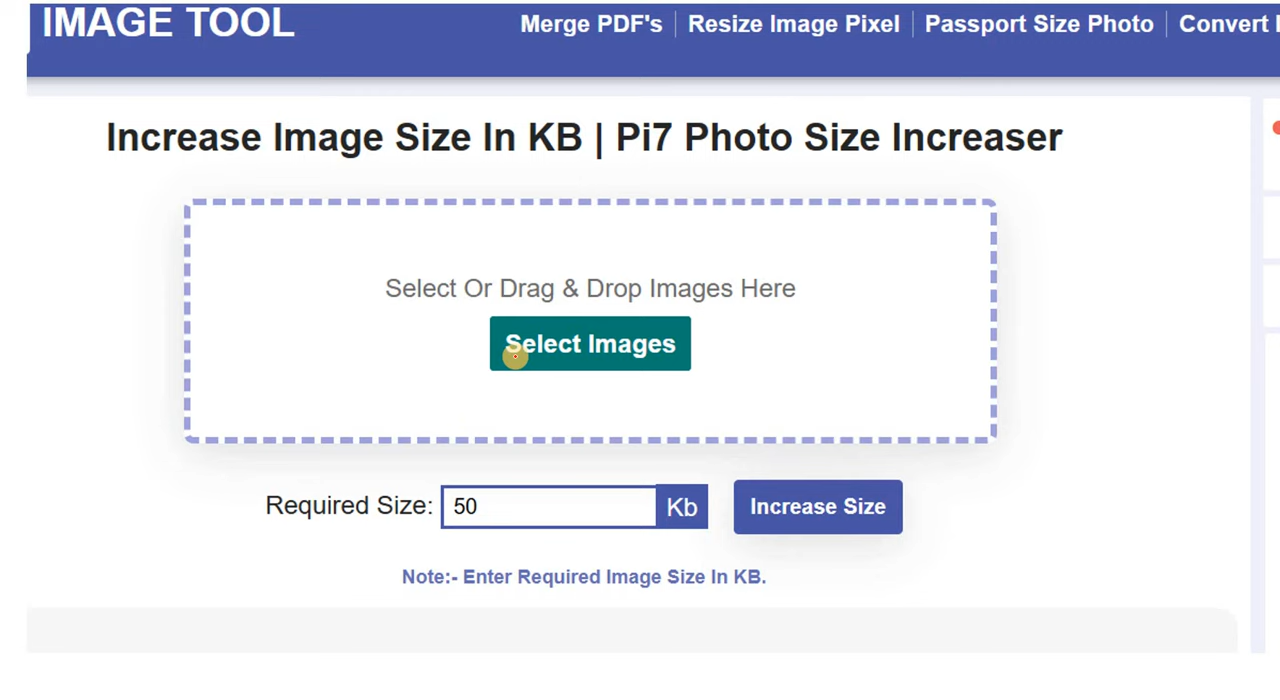 IMAGE TOOL
Merge PDF's
Resize Image Pixel
Passport Size Photo
Convert
Increase Image Size In KB | Pi7 Photo Size Increaser
Select Or Drag & Drop Images Here
Select Images
Required Size: 50 Kb Increase Size
Note:- Enter Required Image Size In KB.